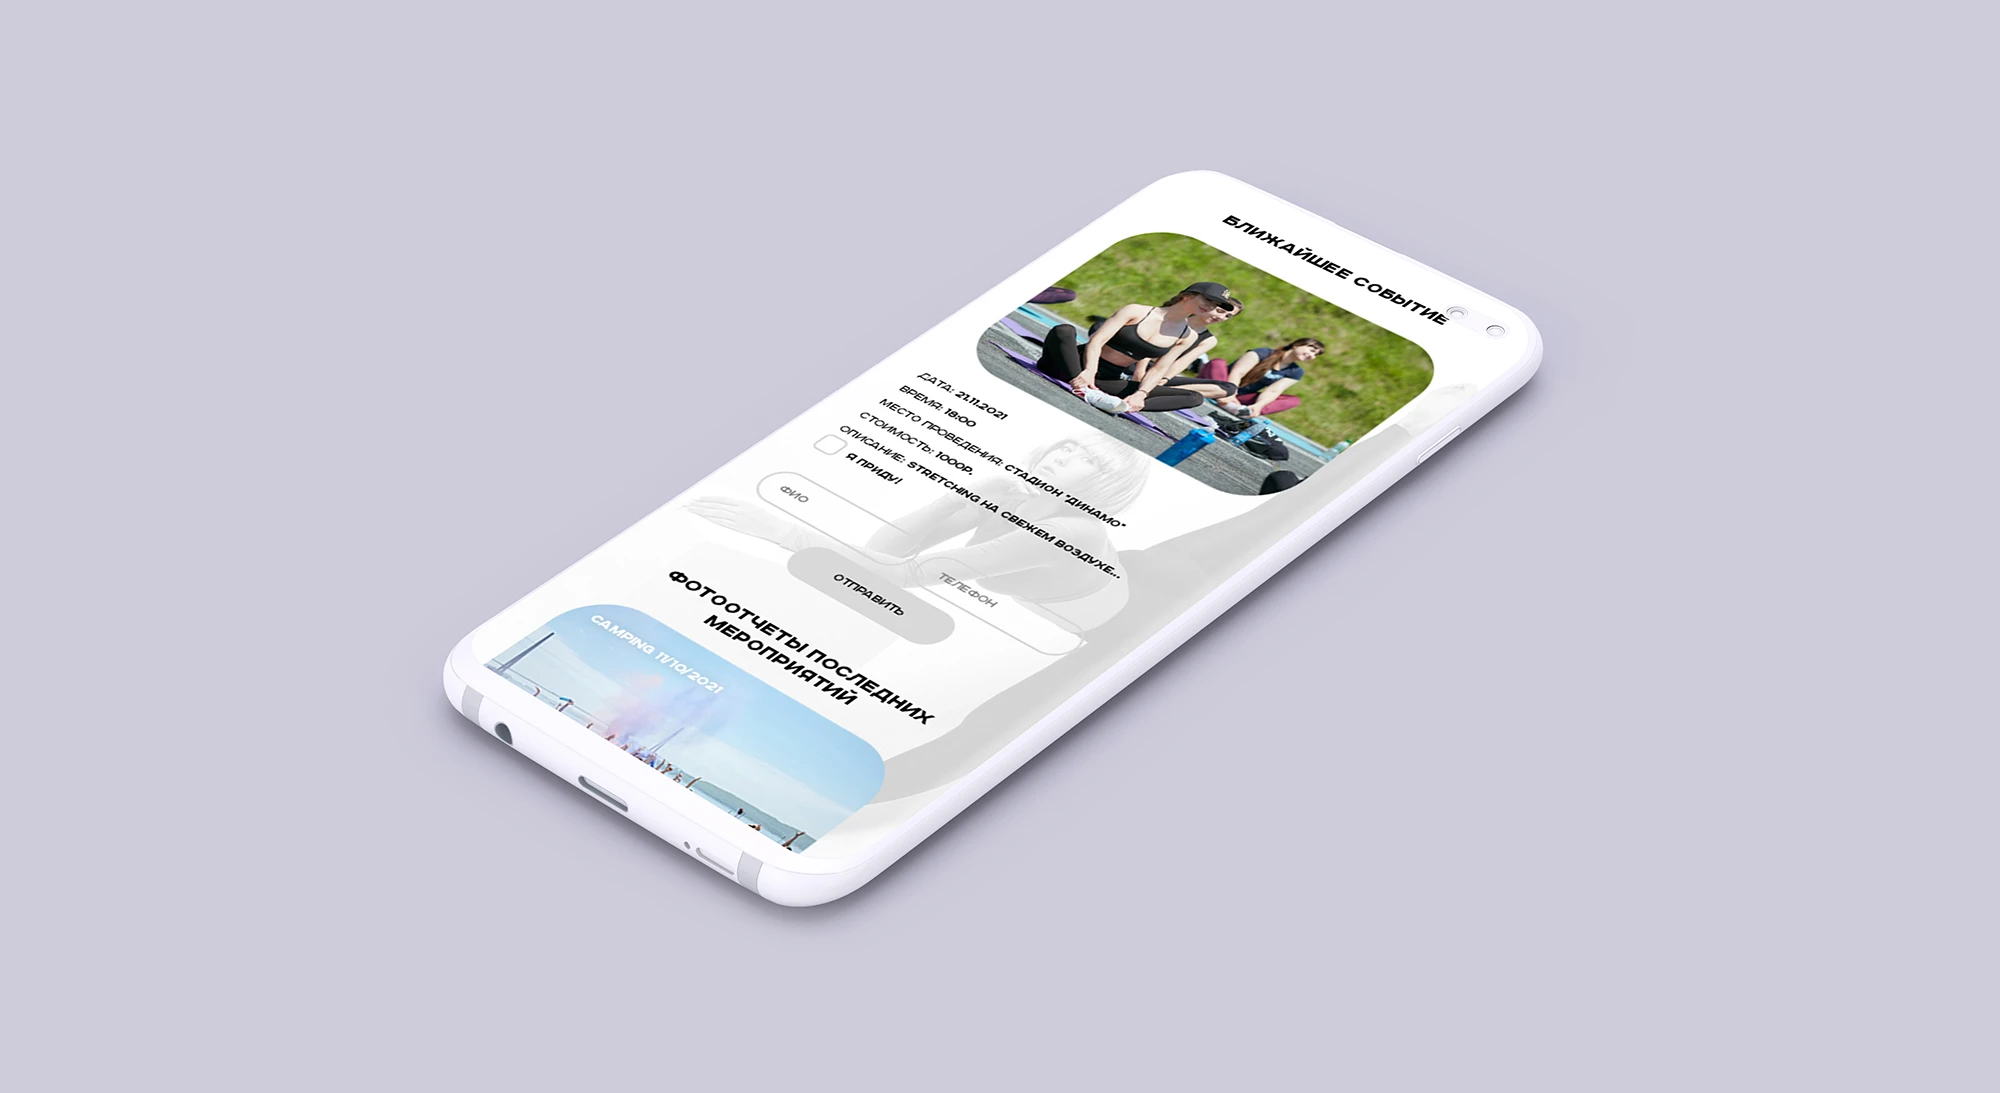 БЛИЖАЙШЕЕ СОБЫТИЕ
ДАТА: 21.11.2021
ВРЕМЯ: 18:00
МЕСТО ПРОВЕДЕНИЯ: СТАДИОН "ДИНАМО"
СТОИМОСТЬ: 1000Р.
ОПИСАНИЕ: STRETCHING НА СВЕЖЕМ ВОЗДУХЕ...
Я ПРИДУ!
ФИО
ТЕЛЕФОН
ОТПРАВИТЬ
ФОТООТЧЕТЫ ПОСЛЕДНИХ
МЕРОПРИЯТИЙ
CAMPING 11/10/2021